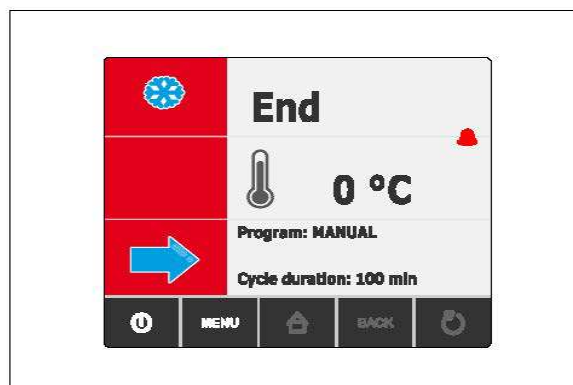 End
0 °C
Program: MANUAL
Cycle duration: 100 min
MENU
BACK